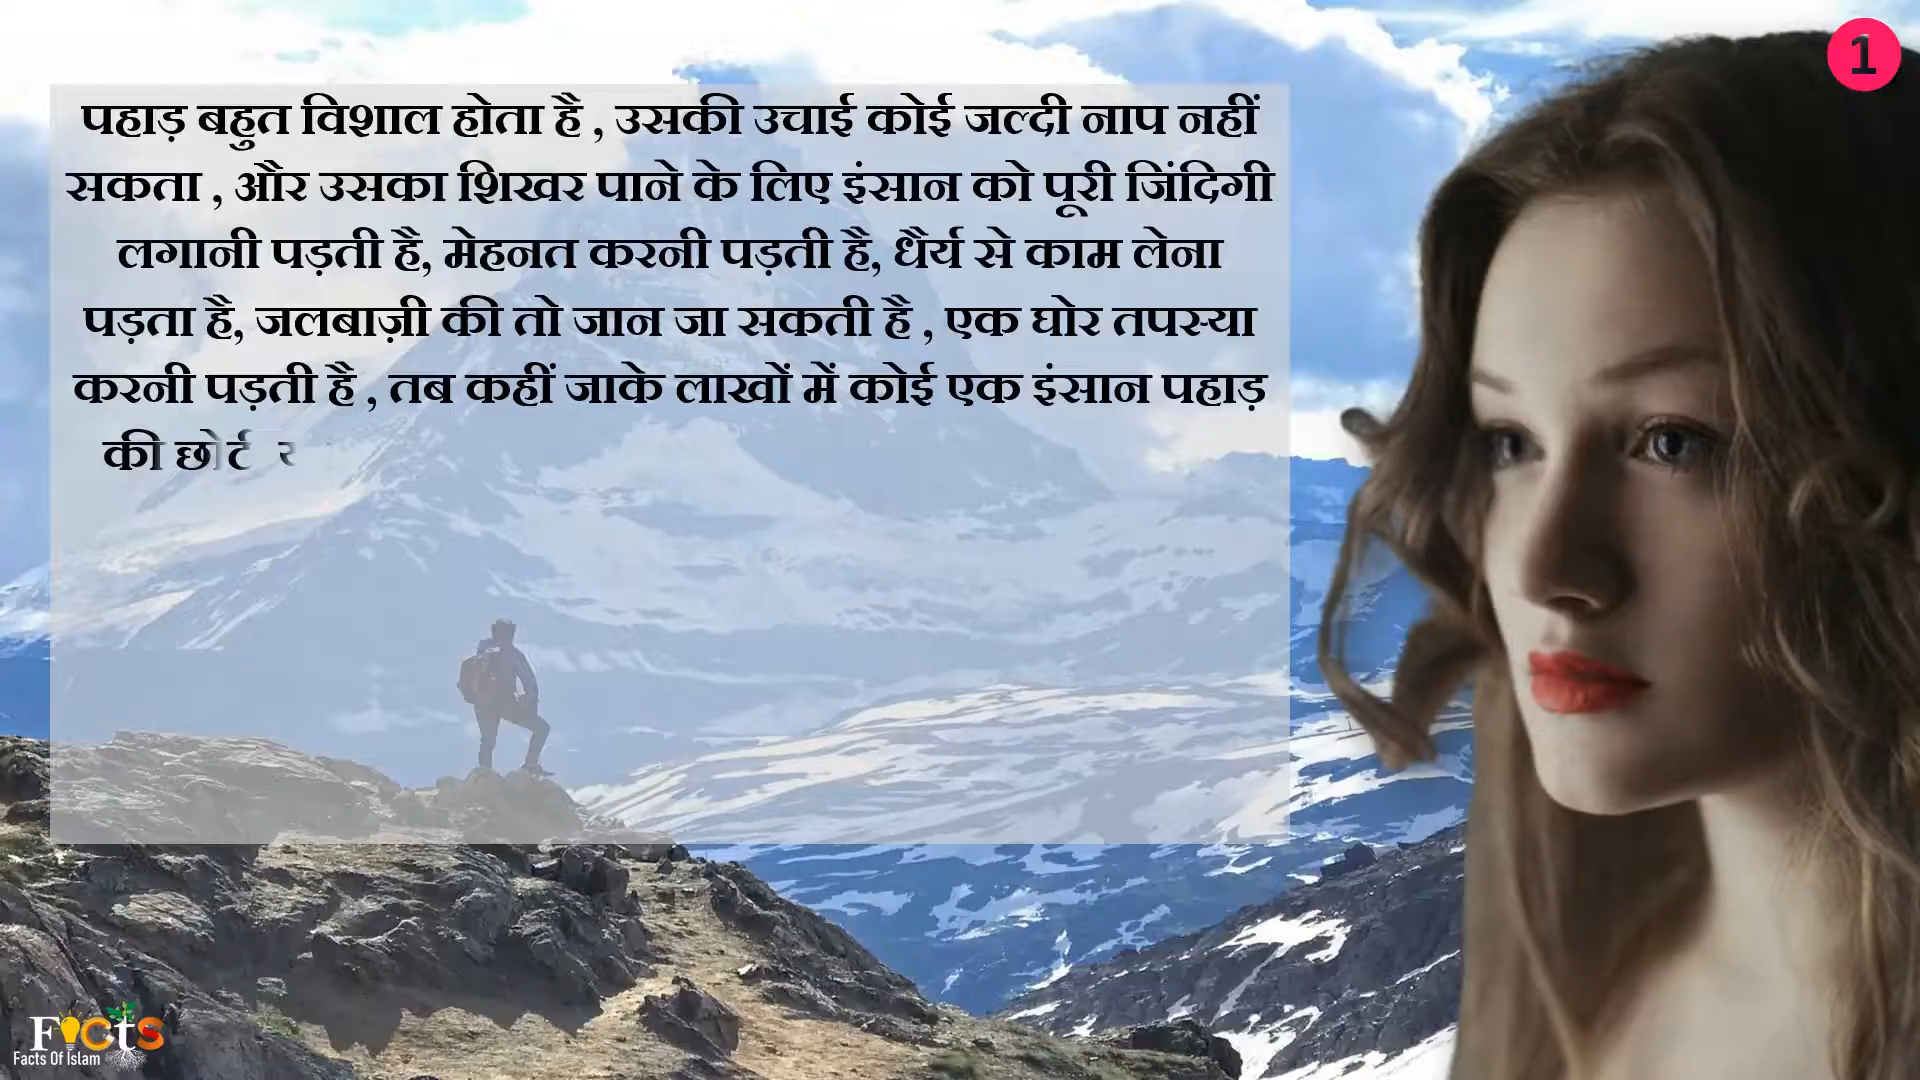 1
पहाड़ बहुत विशाल होता है , उसकी उचाई कोई जल्दी नाप नहीं
सकता , और उसका शिखर पाने के लिए इंसान को पूरी जिंदिगी
लगानी पड़ती है, मेहनत करनी पड़ती है, धैर्य से काम लेना
पड़ता है, जलबाज़ी की तो जान जा सकती है , एक घोर तपस्या
करनी पड़ती है , तब कहीं जाके लाखों में कोई एक इंसान पहाड़
की
Facts
Facts Of Islam